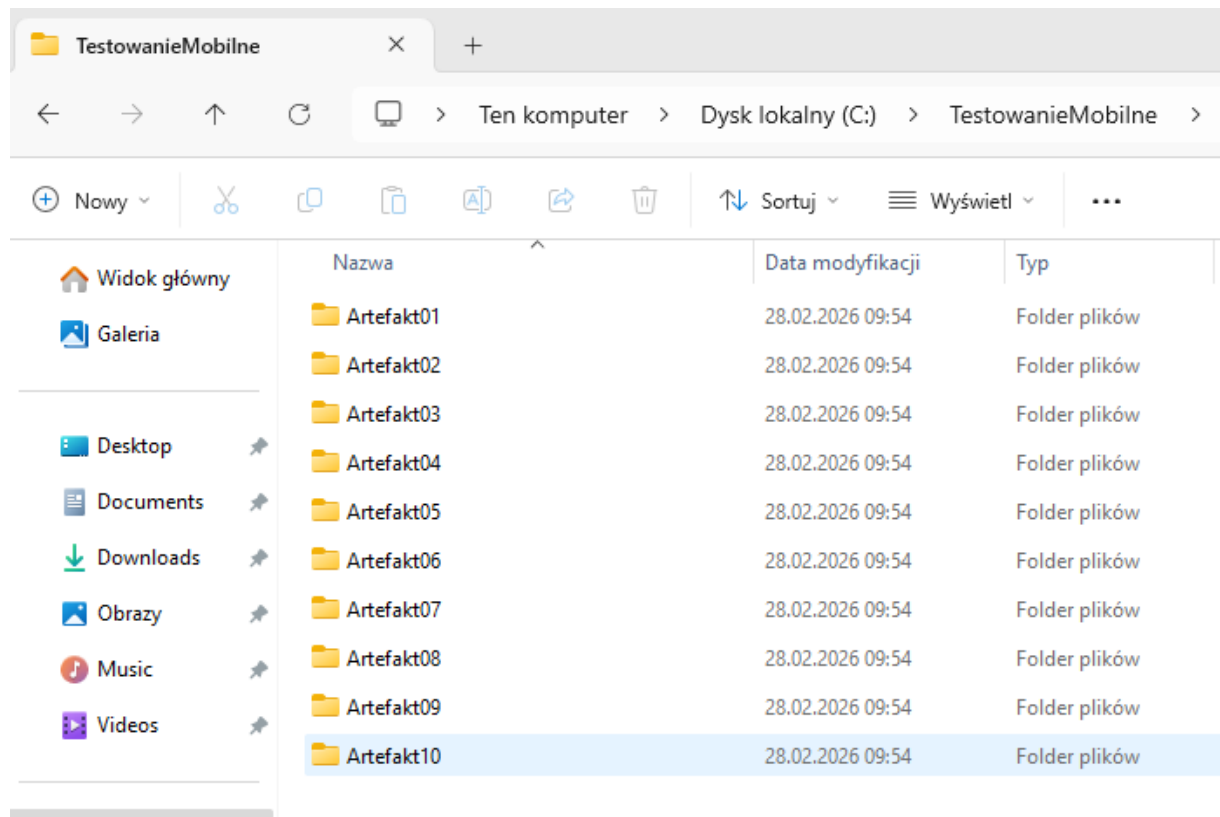 TestowanieMobilne
Ten komputer > Dysk lokalny (C:) > TestowanieMobilne >
Nowy Sortuj Wyświetl
Nazwa Data modyfikacji Typ
Widok główny
Galeria
Desktop
Documents
Downloads
Obrazy
Music
Videos
Artefakt01 28.02.2026 09:54 Folder plików
Artefakt02 28.02.2026 09:54 Folder plików
Artefakt03 28.02.2026 09:54 Folder plików
Artefakt04 28.02.2026 09:54 Folder plików
Artefakt05 28.02.2026 09:54 Folder plików
Artefakt06 28.02.2026 09:54 Folder plików
Artefakt07 28.02.2026 09:54 Folder plików
Artefakt08 28.02.2026 09:54 Folder plików
Artefakt09 28.02.2026 09:54 Folder plików
Artefakt10 28.02.2026 09:54 Folder plików